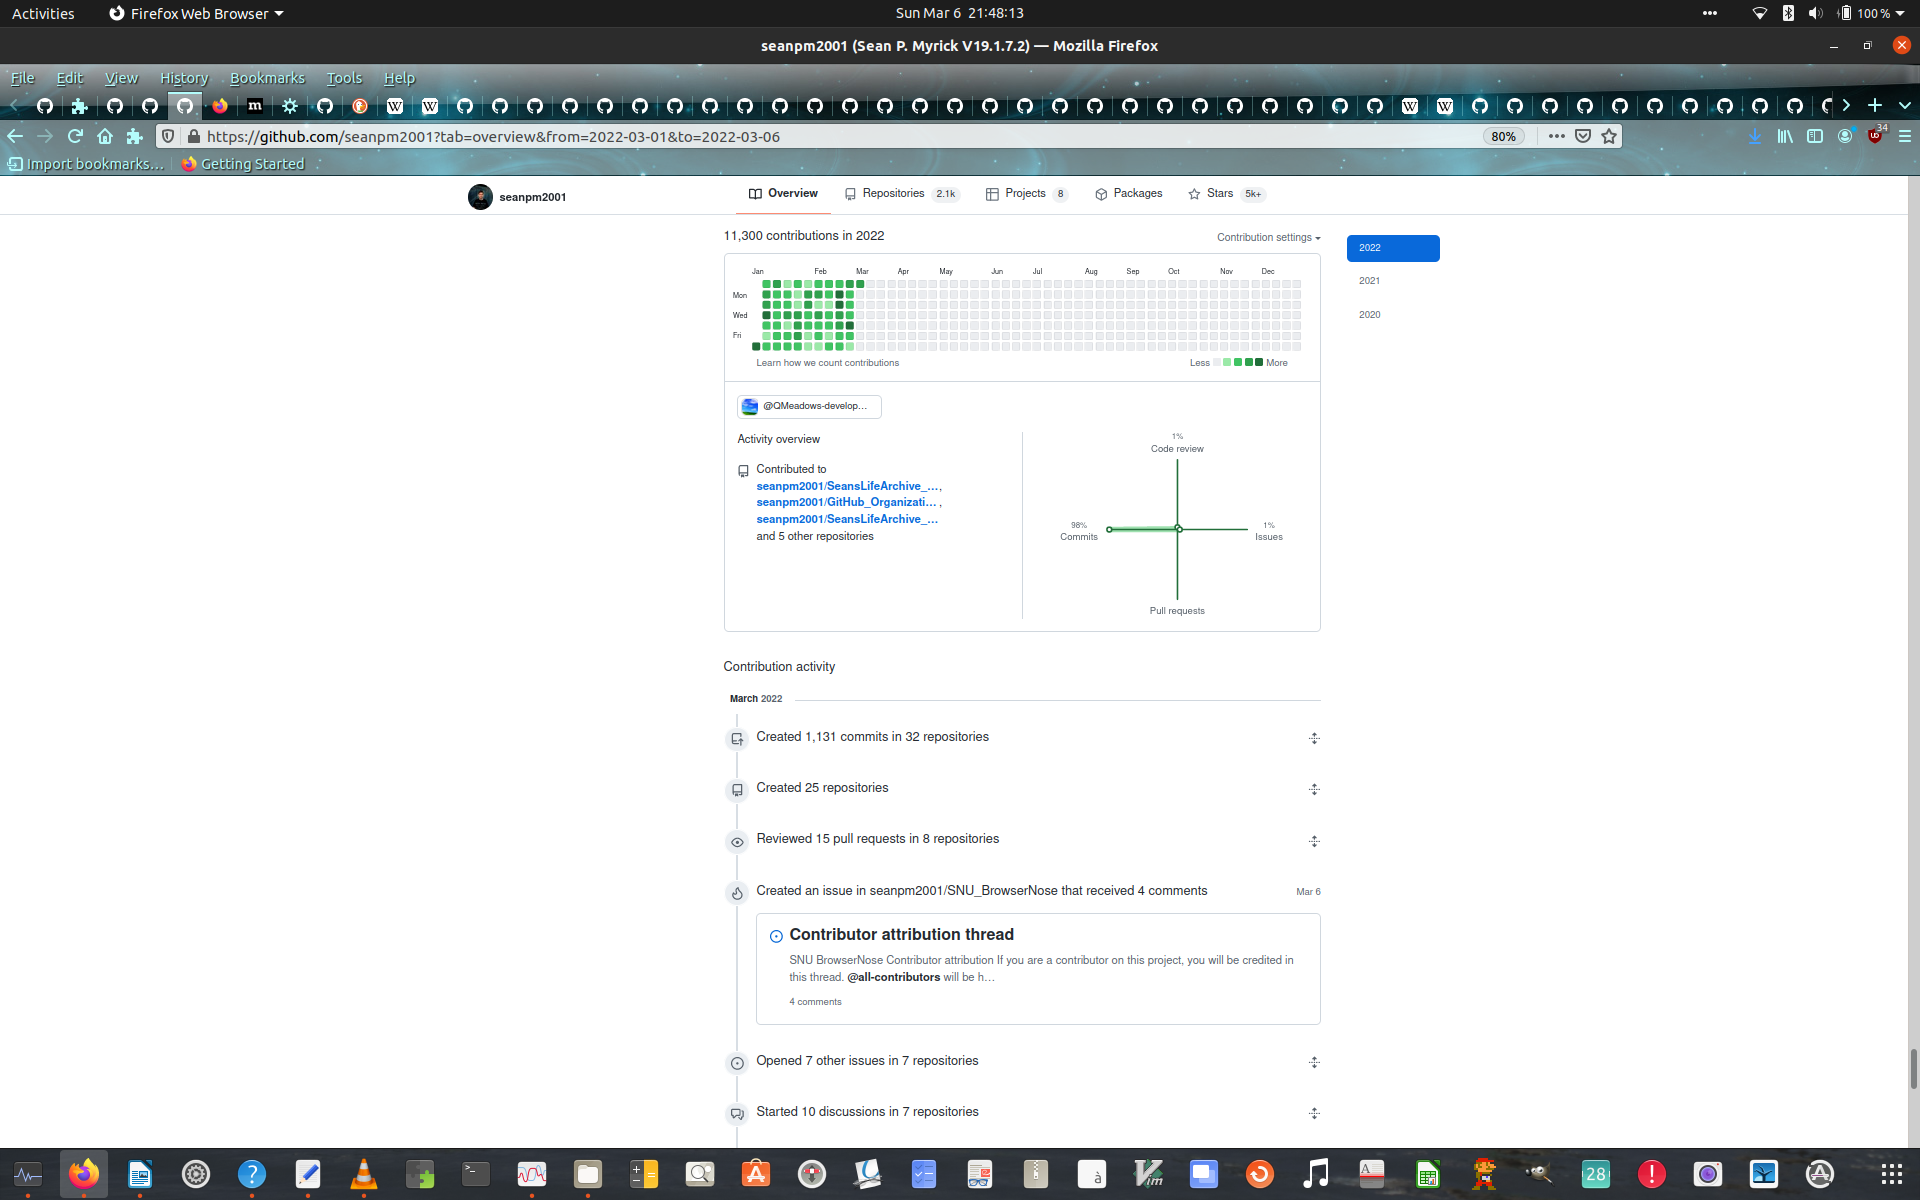 Activities Firefox Web Browser Sun Mar 6 21:48:13 100 %
seanpm2001 (Sean P. Myrick V19.1.7.2) — Mozilla Firefox
File Edit View History Bookmarks Tools Help
https://github.com/seanpm2001?tab=overview&from=2022-03-01&to=2022-03-06 80% 34
Import bookmarks... Getting Started
seanpm2001 Overview Repositories 2.1k Projects 8 Packages Stars 5k+
11,300 contributions in 2022 Contribution settings
2022
2021
2020
Jan Feb Mar Apr May Jun Jul Aug Sep Oct Nov Dec
Mon
Wed
Fri
Learn how we count contributions Less More
@QMeadows-develop...
Activity overview
Contributed to
seanpm2001/SeansLifeArchive_... ,
seanpm2001/GitHub_Organizati... ,
seanpm2001/SeansLifeArchive_...
and 5 other repositories
1%
Code review
98%
Commits
1%
Issues
Pull requests
Contribution activity
March 2022
Created 1,131 commits in 32 repositories
Created 25 repositories
Reviewed 15 pull requests in 8 repositories
Created an issue in seanpm2001/SNU_BrowserNose that received 4 comments Mar 6
Contributor attribution thread
SNU BrowserNose Contributor attribution If you are a contributor on this project, you will be credited in
this thread. @all-contributors will be h...
4 comments
Opened 7 other issues in 7 repositories
Started 10 discussions in 7 repositories
28